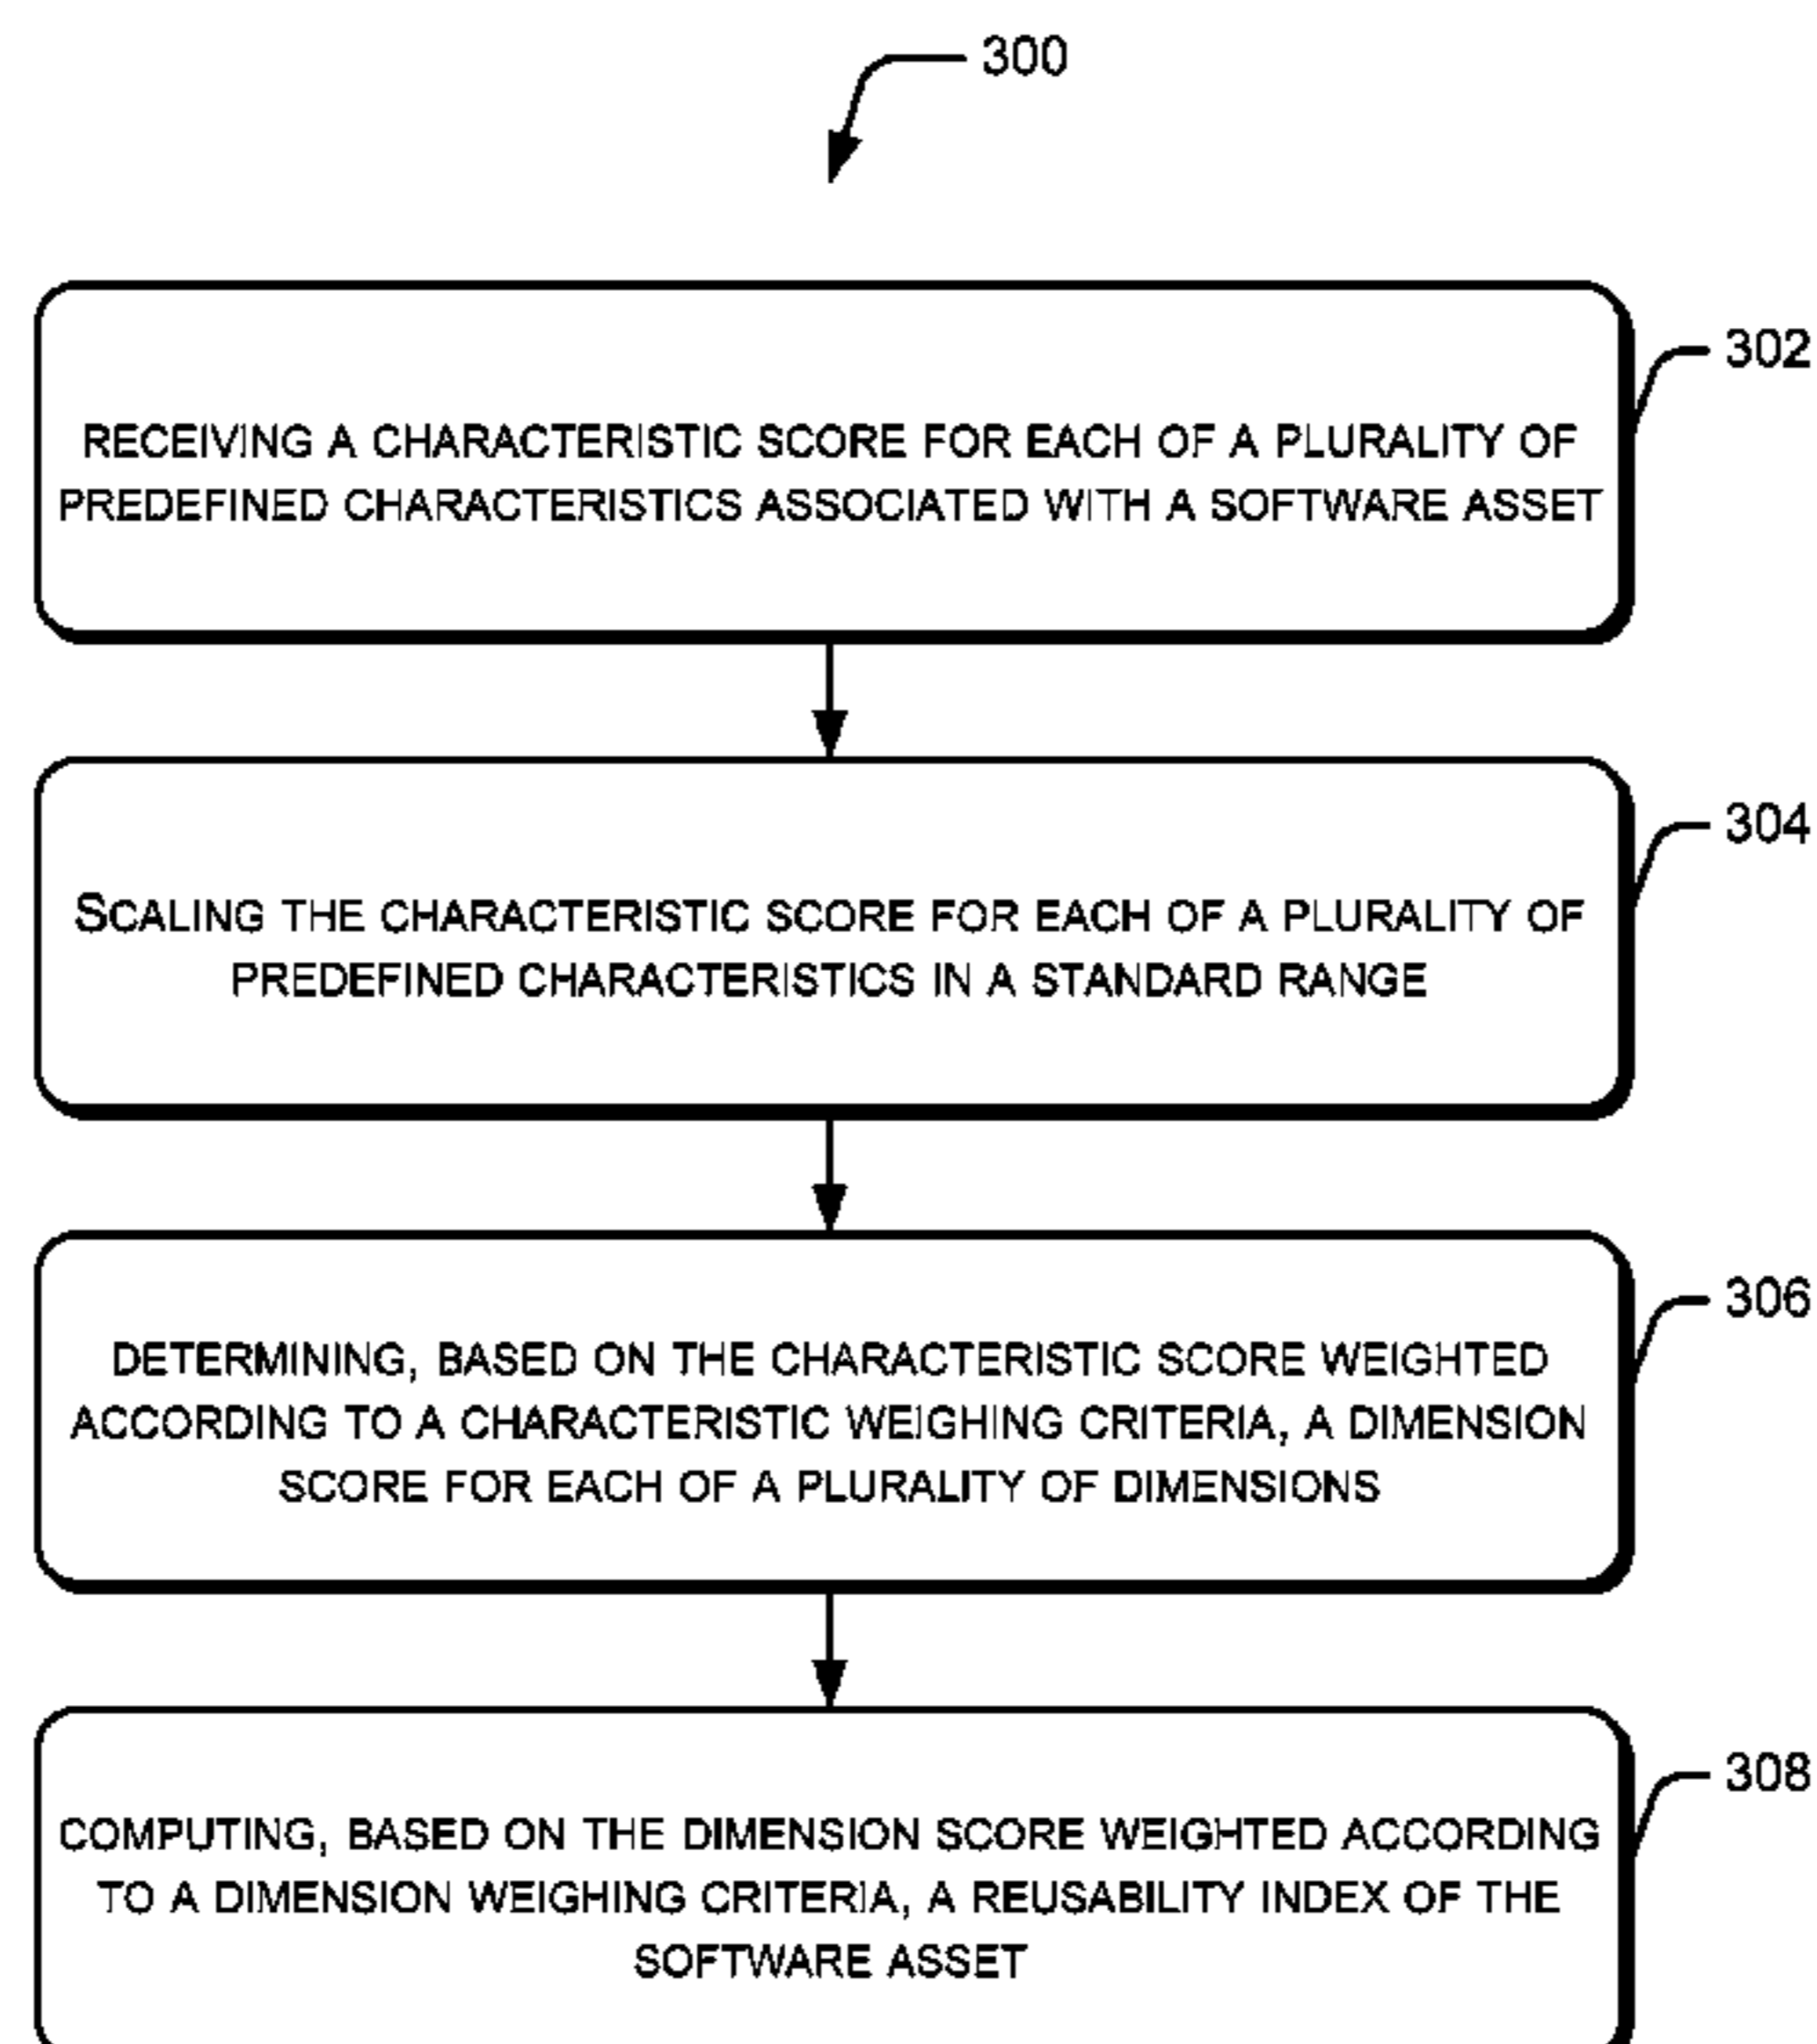 300
302
RECEIVING A CHARACTERISTIC SCORE FOR EACH OF A PLURALITY OF
PREDEFINED CHARACTERISTICS ASSOCIATED WITH A SOFTWARE ASSET
304
SCALING THE CHARACTERISTIC SCORE FOR EACH OF A PLURALITY OF
PREDEFINED CHARACTERISTICS IN A STANDARD RANGE
306
DETERMINING, BASED ON THE CHARACTERISTIC SCORE WEIGHTED
ACCORDING TO A CHARACTERISTIC WEIGHING CRITERIA, A DIMENSION
SCORE FOR EACH OF A PLURALITY OF DIMENSIONS
308
COMPUTING, BASED ON THE DIMENSION SCORE WEIGHTED ACCORDING
TO A DIMENSION WEIGHING CRITERIA, A REUSABILITY INDEX OF THE
SOFTWARE ASSET